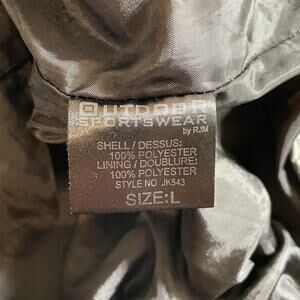 OUTDOOR
SPORTSWEAR
by RJM
SHELL / DESSUS:
100% POLYESTER
LINING / DOUBLURE:
100% POLYESTER
STYLE NO JK543
SIZE:L